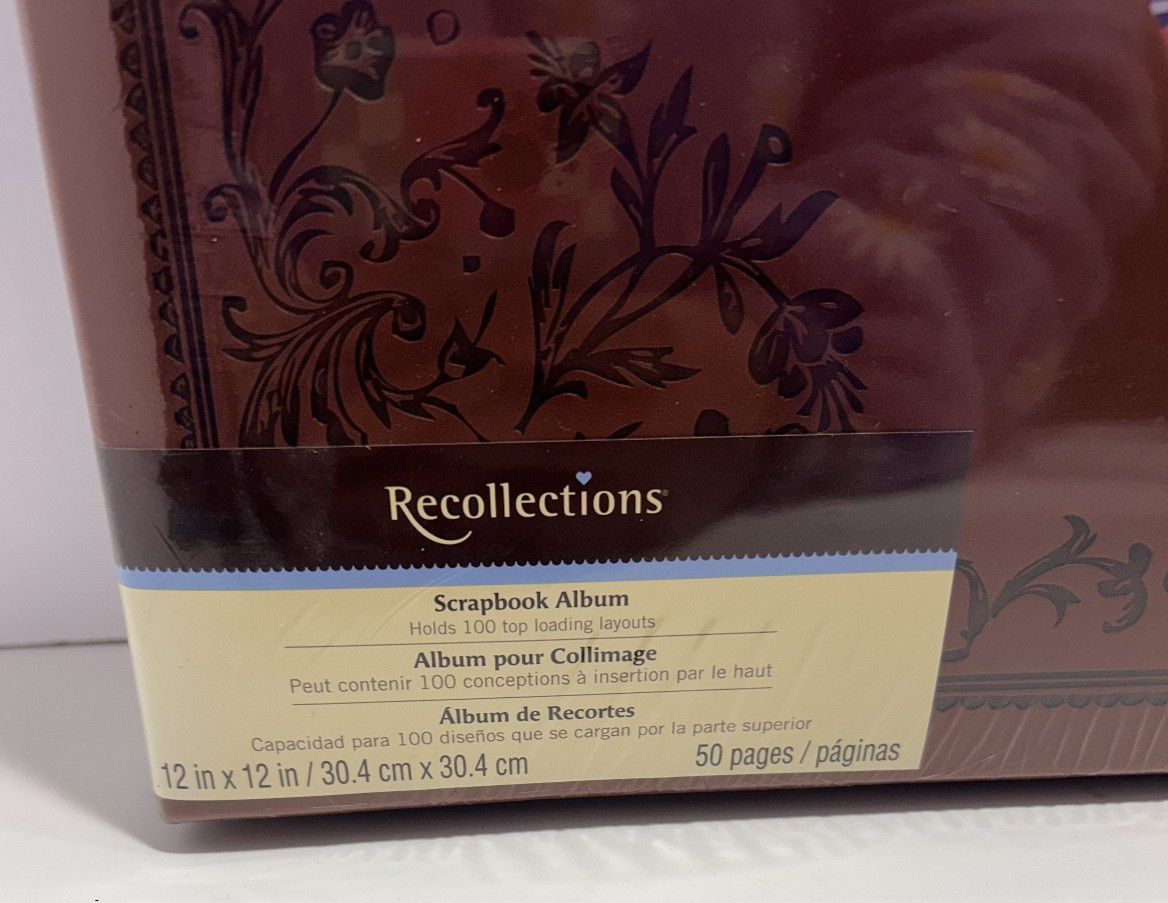 Recollections®
Scrapbook Album
Holds 100 top loading layouts
Album pour Collimage
Peut contenir 100 conceptions à insertion par le haut
Álbum de Recortes
Capacidad para 100 diseños que se cargan por la parte superior
12 in x 12 in / 30.4 cm x 30.4 cm
50 pages / páginas